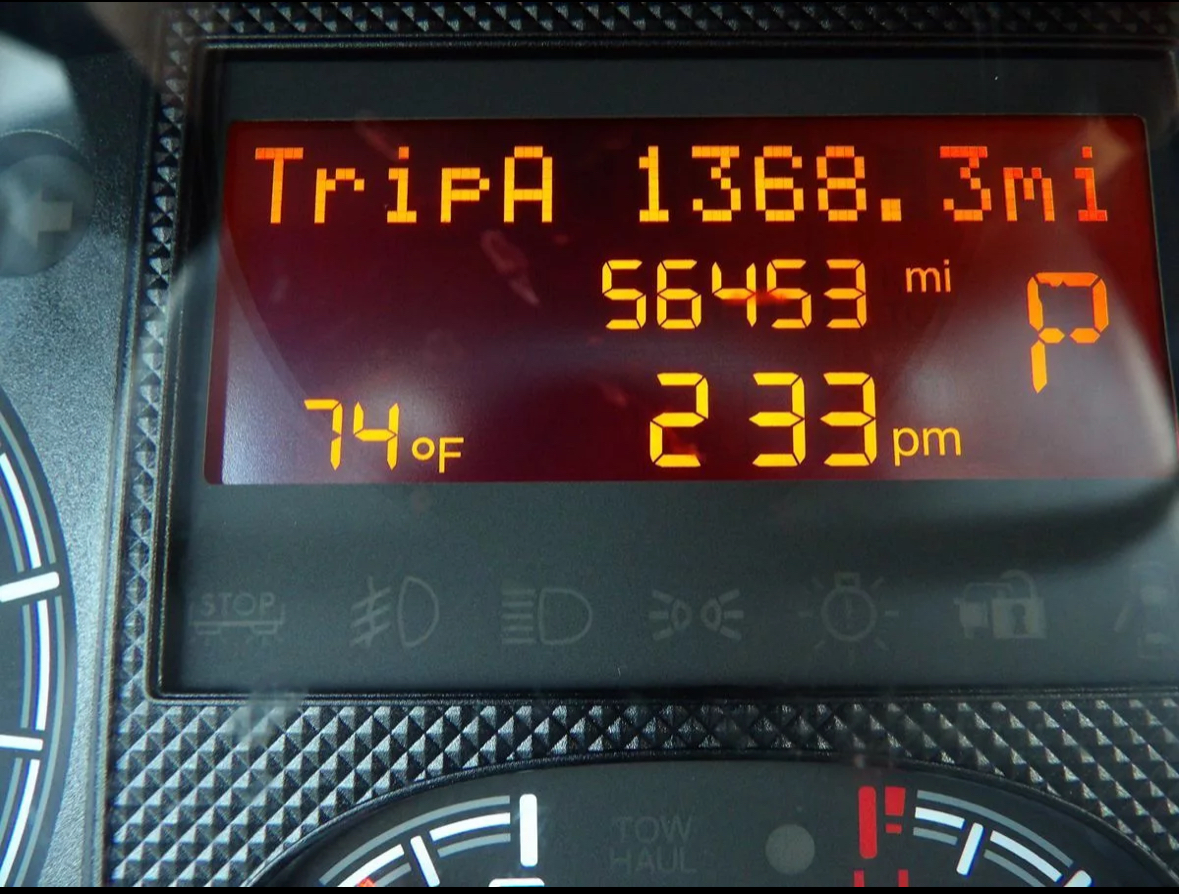 TripA 1368.3mi
56453 mi
P
74°F 2 33 pm
STOP
TOW
HAUL